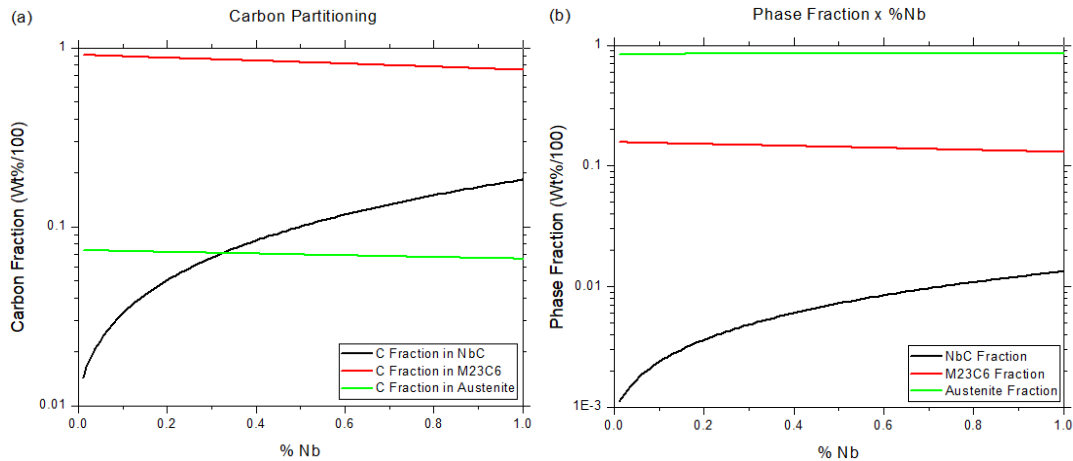 (a)
Carbon Partitioning
1
0.1
0.01
Carbon Fraction (Wt%/100)
C Fraction in NbC
C Fraction in M23C6
C Fraction in Austenite
0.0 0.2 0.4 0.6 0.8 1.0
% Nb
(b)
Phase Fraction x %Nb
1
0.1
0.01
1E-3
Phase Fraction (Wt%/100)
NbC Fraction
M23C6 Fraction
Austenite Fraction
0.0 0.2 0.4 0.6 0.8 1.0
% Nb